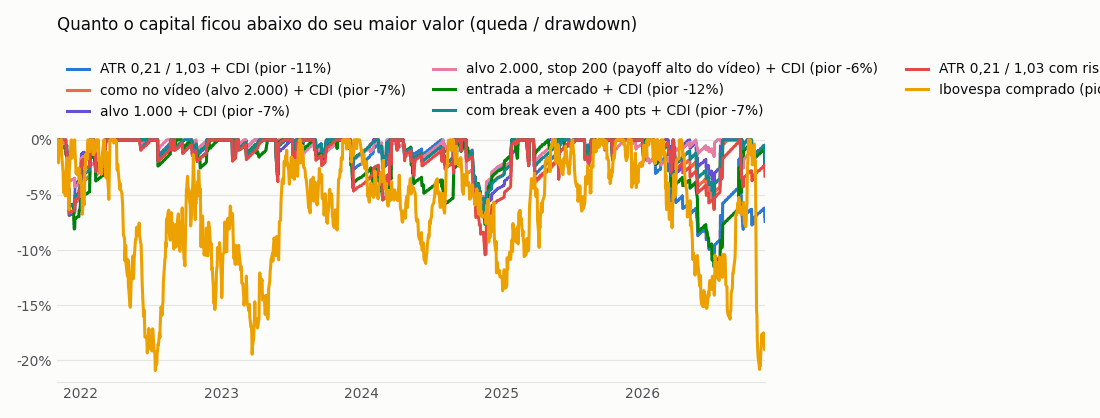 Quanto o capital ficou abaixo do seu maior valor (queda / drawdown)
ATR 0,21 / 1,03 + CDI (pior -11%)
como no vídeo (alvo 2.000) + CDI (pior -7%)
alvo 1.000 + CDI (pior -7%)
alvo 2.000, stop 200 (payoff alto do vídeo) + CDI (pior -6%)
entrada a mercado + CDI (pior -12%)
com break even a 400 pts + CDI (pior -7%)
ATR 0,21 / 1,03 com ris
Ibovespa comprado (pio
0%
-5%
-10%
-15%
-20%
2022 2023 2024 2025 2026